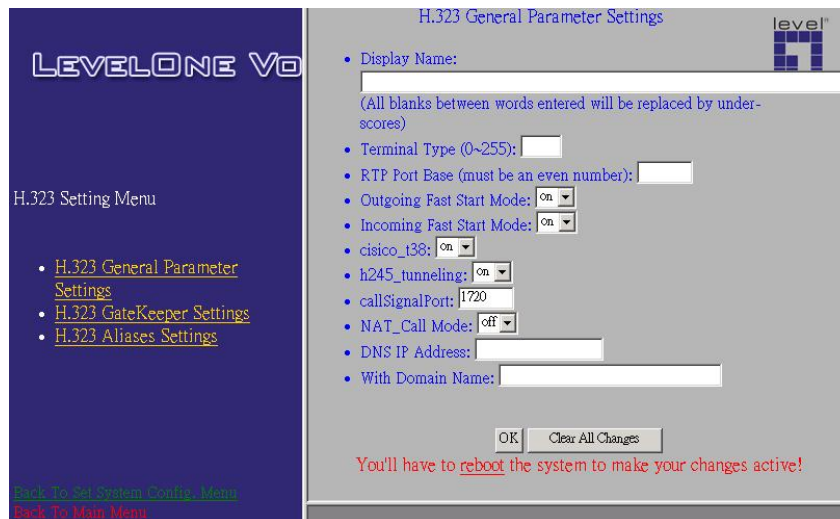 LEVELONE VO
H.323 Setting Menu
H.323 General Parameter
Settings
H.323 GateKeeper Settings
H.323 Aliases Settings
Back To Set System Config. Menu
Back To Main Menu
H.323 General Parameter Settings
level
Display Name:
(All blanks between words entered will be replaced by under-
scores)
Terminal Type (0~255):
RTP Port Base (must be an even number):
Outgoing Fast Start Mode: on
Incoming Fast Start Mode: on
cisico_t38: on
h245_tunneling: on
callSignalPort: 1720
NAT_Call Mode: off
DNS IP Address:
With Domain Name:
OK Clear All Changes
You'll have to reboot the system to make your changes active!